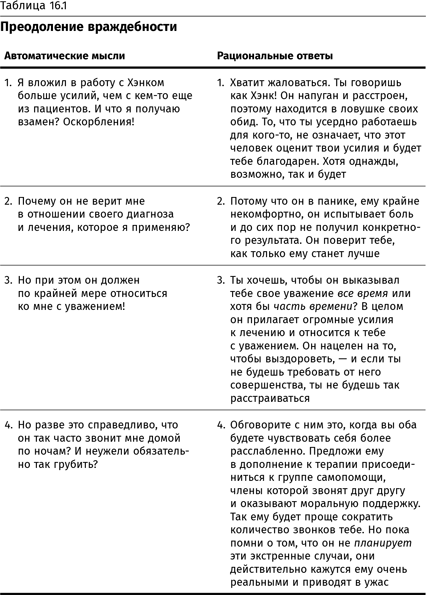 Таблица 16.1
Преодоление враждебности
Автоматические мысли
Рациональные ответы
1. Я вложил в работу с Хэнком
больше усилий, чем с кем-то еще
из пациентов. И что я получаю
взамен? Оскорбления!
1. Хватит жаловаться. Ты говоришь
как Хэнк! Он напуган и расстроен,
поэтому находится в ловушке своих
обид. То, что ты усердно работаешь
для кого-то, не означает, что этот
человек оценит твои усилия и будет
тебе благодарен. Хотя однажды,
возможно, так и будет
2. Почему он не верит мне
в отношении своего диагноза
и лечения, которое я применяю?
2. Потому что он в панике, ему крайне
некомфортно, он испытывает боль
и до сих пор не получил конкретно-
го результата. Он поверит тебе,
как только ему станет лучше
3. Но при этом он должен
по крайней мере относиться
ко мне с уважением!
3. Ты хочешь, чтобы он выказывал
тебе свое уважение все время или
хотя бы часть времени? В целом
он прилагает огромные усилия
к лечению и относится к тебе
с уважением. Он нацелен на то,
чтобы выздороветь, — и если ты
не будешь требовать от него
совершенства, ты не будешь так
расстраиваться
4. Но разве это справедливо, что
он так часто звонит мне домой
по ночам? И неужели обязатель-
но так грубить?
4. Обговорите с ним это, когда вы оба
будете чувствовать себя более
расслабленно. Предложи ему
в дополнение к терапии присоеди-
ниться к группе самопомощи,
члены которой звонят друг другу
и оказывают моральную поддержку.
Так ему будет проще сократить
количество звонков тебе. Но пока
помни о том, что он не планирует
эти экстренные случаи, они
действительно кажутся ему очень
реальными и приводят в ужас